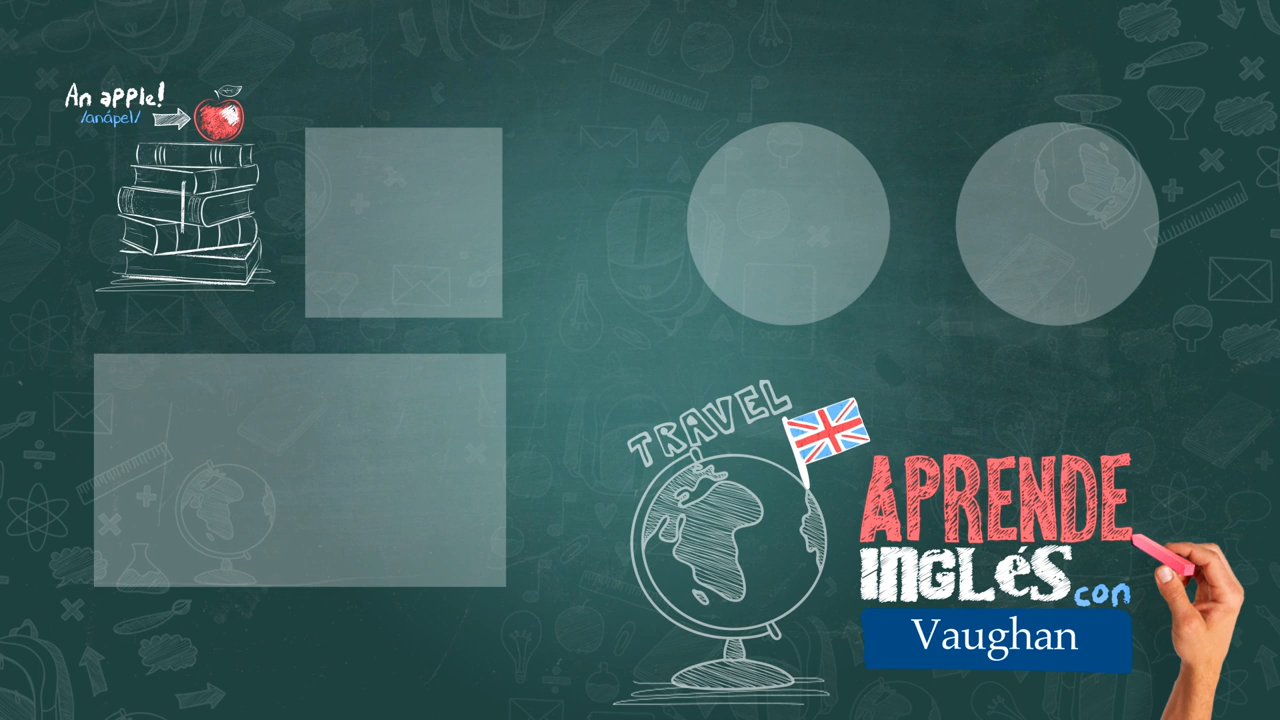 An apple!
/anápel/
TRAVEL
APRENDE
INGLéS con
Vaughan